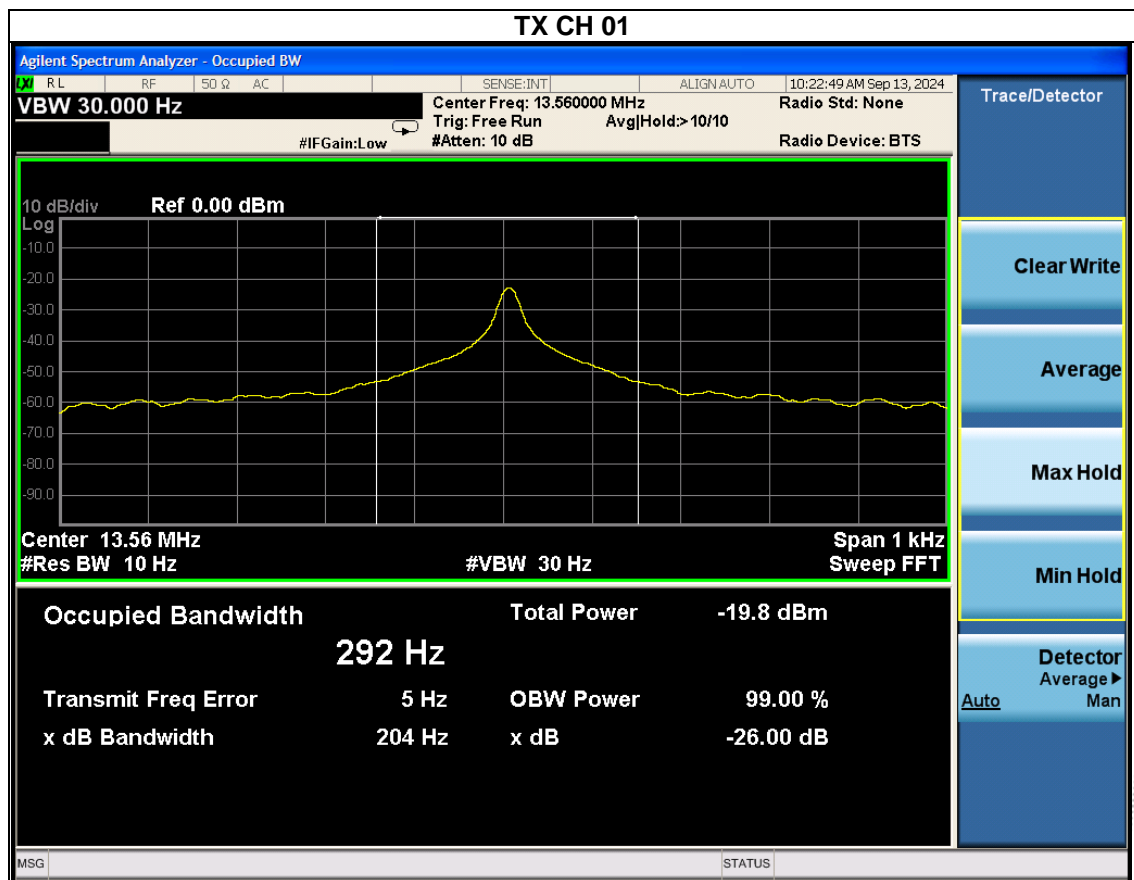 TX CH 01
Agilent Spectrum Analyzer - Occupied BW
LXI RL RF 50 Ω AC SENSE:INT ALIGN AUTO 10:22:49 AM Sep 13, 2024
VBW 30.000 Hz Center Freq: 13.560000 MHz Radio Std: None
Trig: Free Run Avg|Hold:>10/10
#IFGain:Low #Atten: 10 dB Radio Device: BTS
10 dB/div Ref 0.00 dBm
Log
-10.0
-20.0
-30.0
-40.0
-50.0
-60.0
-70.0
-80.0
-90.0
Center 13.56 MHz Span 1 kHz
#Res BW 10 Hz #VBW 30 Hz Sweep FFT
Occupied Bandwidth Total Power -19.8 dBm
292 Hz
Transmit Freq Error 5 Hz OBW Power 99.00 %
x dB Bandwidth 204 Hz x dB -26.00 dB
MSG STATUS
Trace/Detector
Clear Write
Average
Max Hold
Min Hold
Detector
Average▶
Auto Man